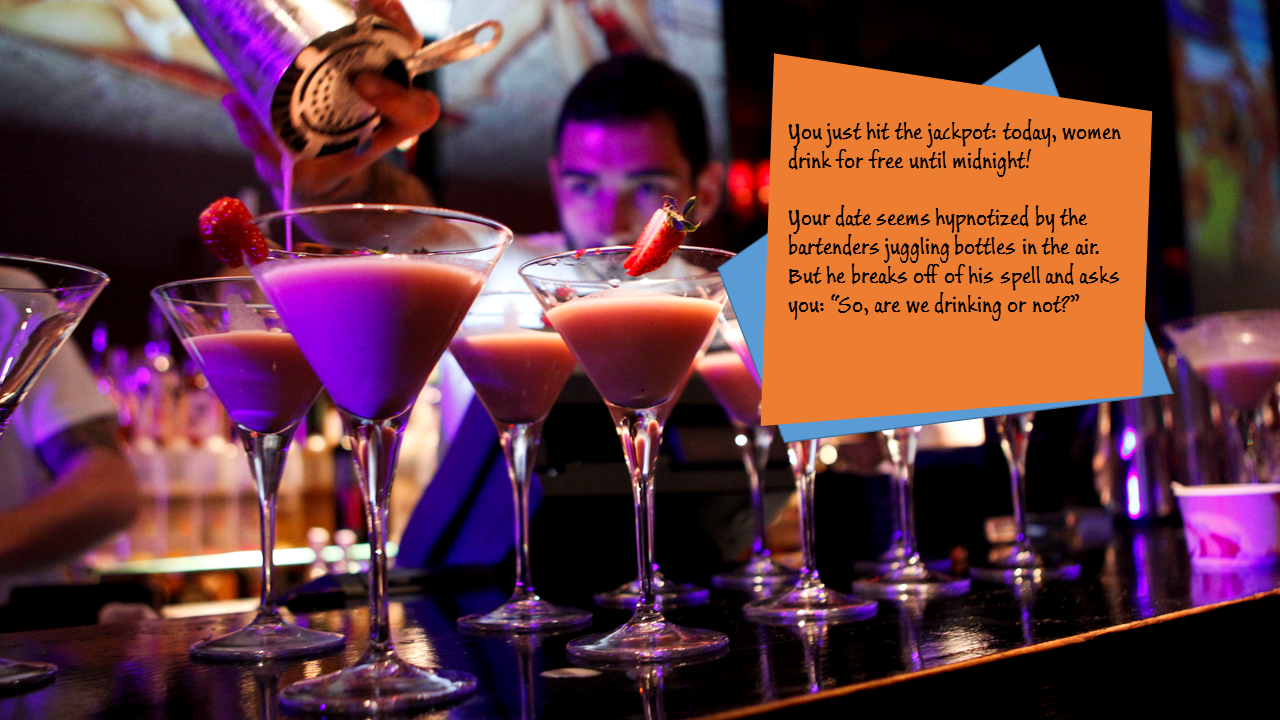 You just hit the jackpot: today, women
drink for free until midnight!
Your date seems hypnotized by the
bartenders juggling bottles in the air.
But he breaks off of his spell and asks
you: “So, are we drinking or not?”